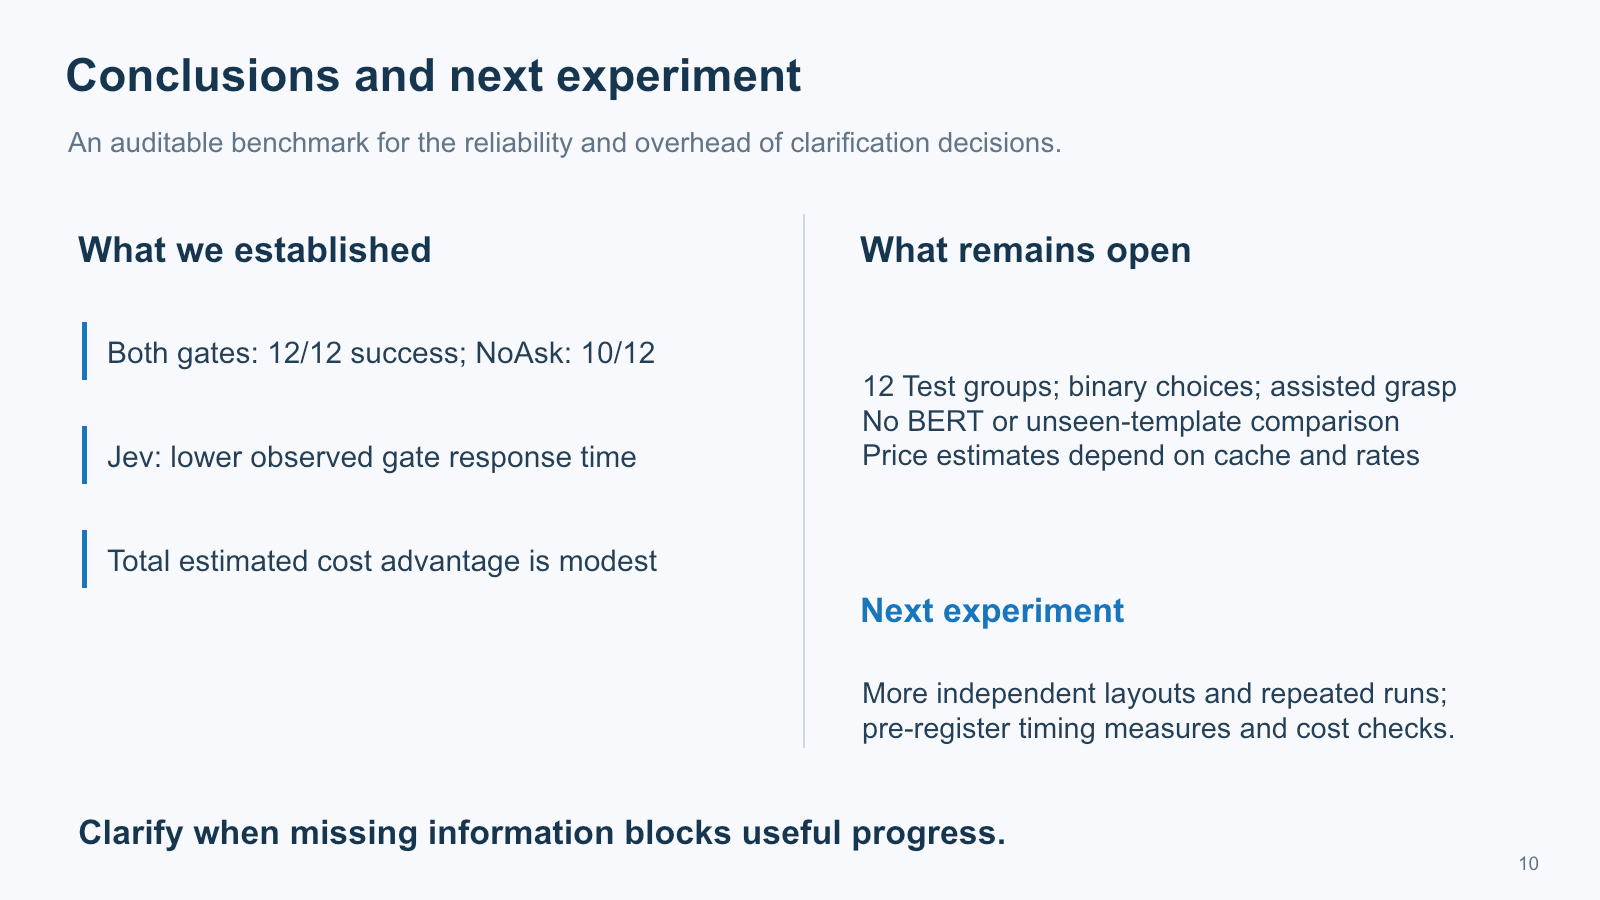 Conclusions and next experiment
An auditable benchmark for the reliability and overhead of clarification decisions.
What we established
Both gates: 12/12 success; NoAsk: 10/12
Jev: lower observed gate response time
Total estimated cost advantage is modest
What remains open
12 Test groups; binary choices; assisted grasp
No BERT or unseen-template comparison
Price estimates depend on cache and rates
Next experiment
More independent layouts and repeated runs;
pre-register timing measures and cost checks.
Clarify when missing information blocks useful progress.
10